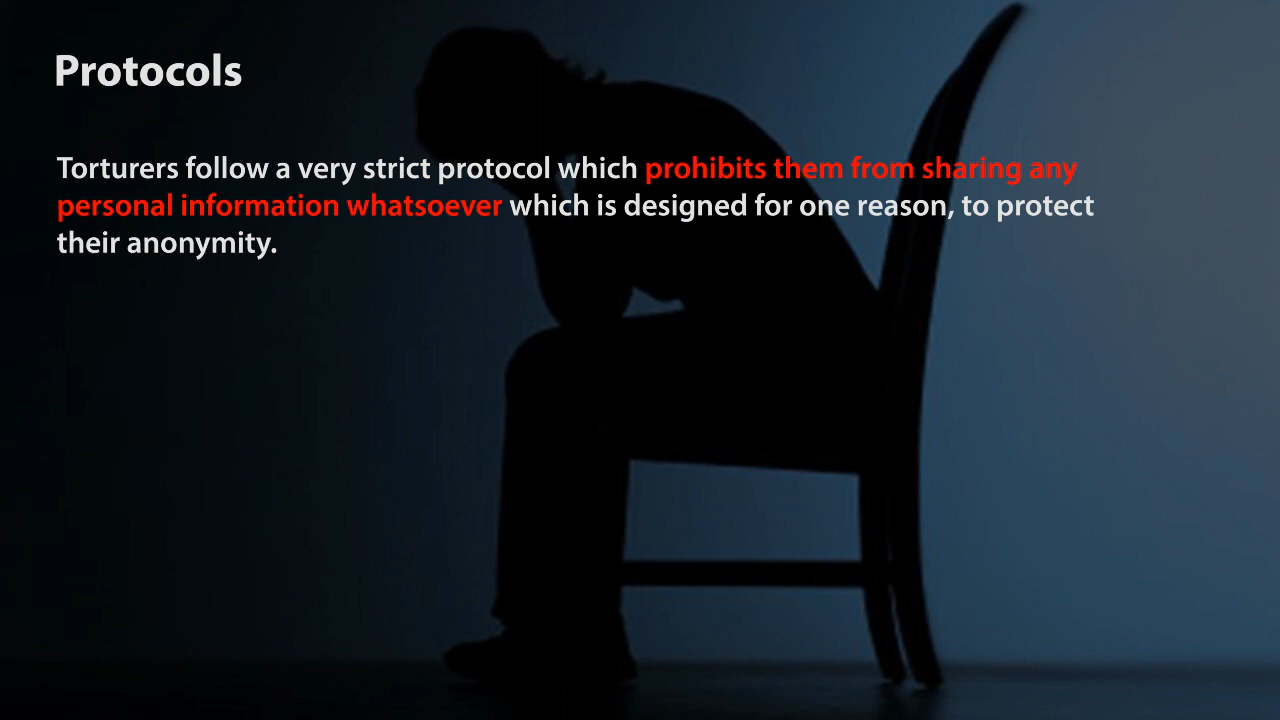 Protocols
Torturers follow a very strict protocol which prohibits them from sharing any
personal information whatsoever which is designed for one reason, to protect
their anonymity.